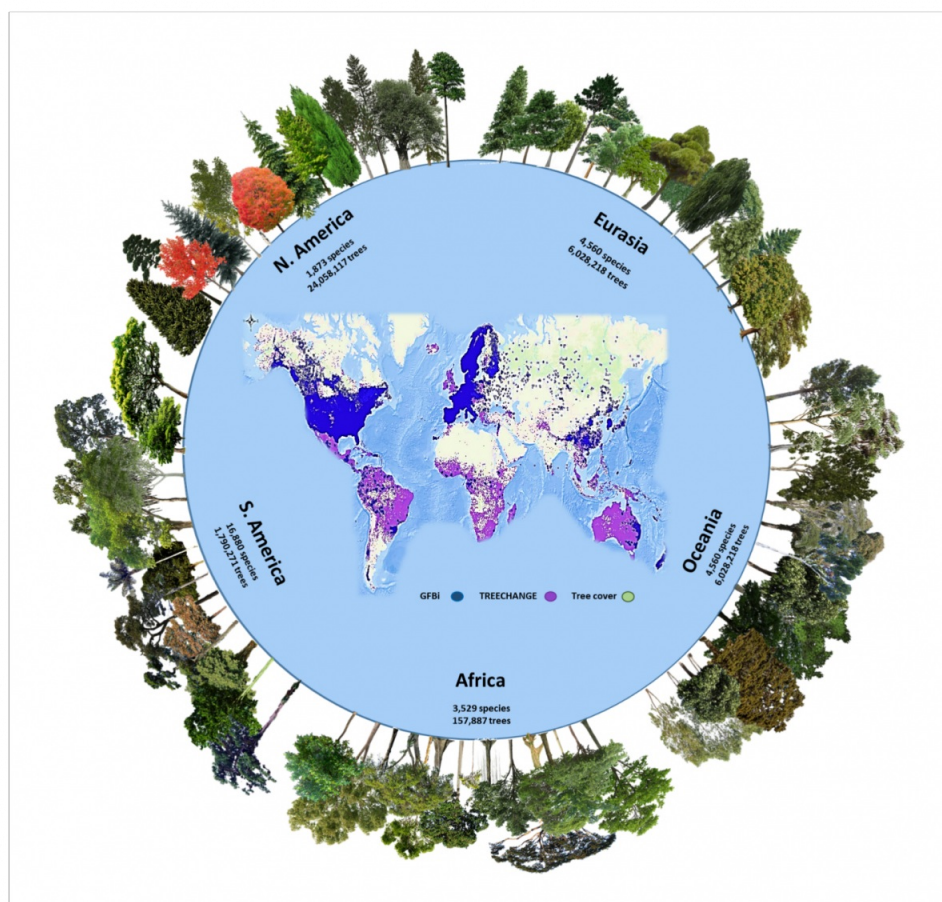 N. America
1,873 species
24,058,117 trees
Eurasia
4,560 species
6,028,218 trees
S. America
16,880 species
1,790,271 trees
Oceania
4,560 species
6,028,218 trees
GFBi TREECHANGE Tree cover
Africa
3,529 species
157,887 trees